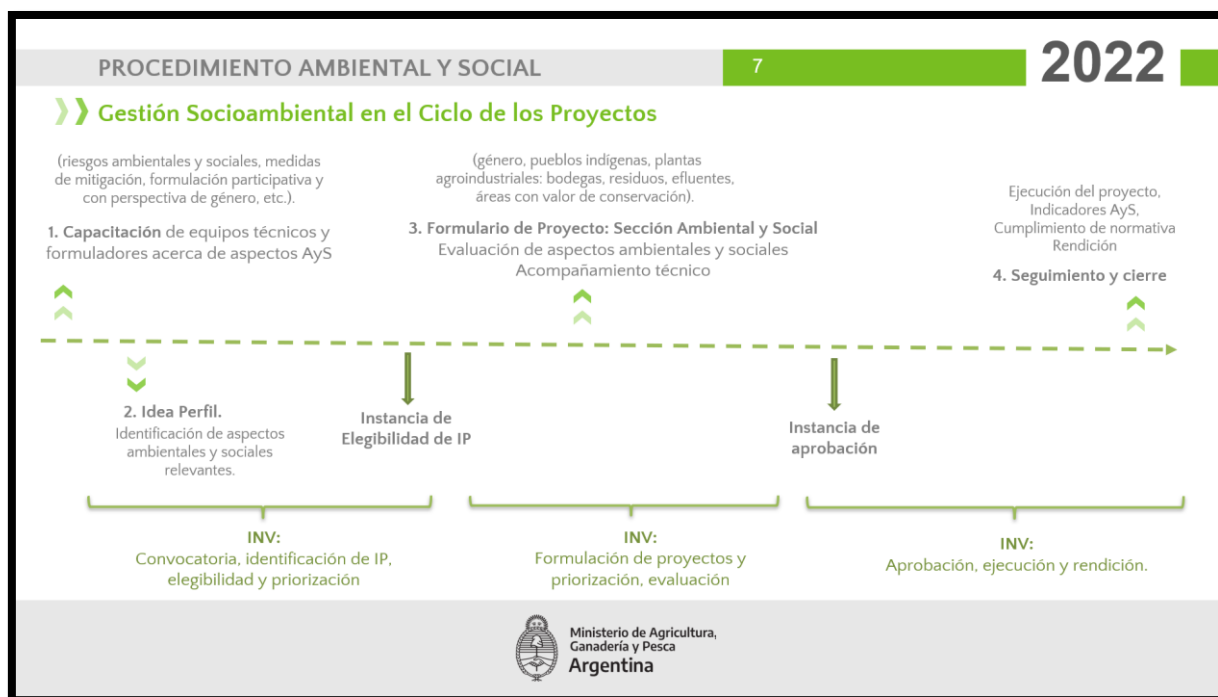 PROCEDIMIENTO AMBIENTAL Y SOCIAL
7
2022
Gestión Socioambiental en el Ciclo de los Proyectos
(riesgos ambientales y sociales, medidas
de mitigación, formulación participativa y
con perspectiva de género, etc.).
1. Capacitación de equipos técnicos y
formuladores acerca de aspectos AyS
(género, pueblos indígenas, plantas
agroindustriales: bodegas, residuos, efluentes,
áreas con valor de conservación).
3. Formulario de Proyecto: Sección Ambiental y Social
Evaluación de aspectos ambientales y sociales
Acompañamiento técnico
Ejecución del proyecto,
Indicadores AyS,
Cumplimiento de normativa
Rendición
4. Seguimiento y cierre
2. Idea Perfil.
Identificación de aspectos
ambientales y sociales
relevantes.
Instancia de
Elegibilidad de IP
Instancia de
aprobación
INV:
Convocatoria, identificación de IP,
elegibilidad y priorización
INV:
Formulación de proyectos y
priorización, evaluación
INV:
Aprobación, ejecución y rendición.
Ministerio de Agricultura,
Ganadería y Pesca
Argentina